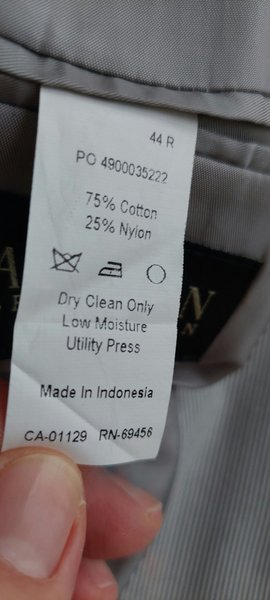 44 R
PO 4900035222
75% Cotton
25% Nylon
Dry Clean Only
Low Moisture
Utility Press
Made In Indonesia
CA-01129 RN-69456